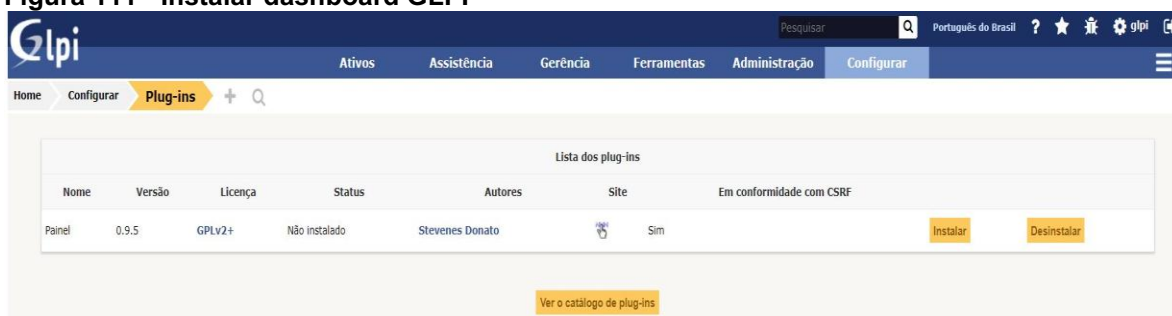 Figura 111 - Instalar dashboard GLPI
Glpi
Pesquisar
Português do Brasil
?
glpi
Ativos Assistência Gerência Ferramentas Administração Configurar
Home Configurar Plug-ins +
Lista dos plug-ins
Nome Versão Licença Status Autores Site Em conformidade com CSRF
Painel 0.9.5 GPLv2+ Não instalado Stevenes Donato Sim Instalar Desinstalar
Ver o catálogo de plug-ins